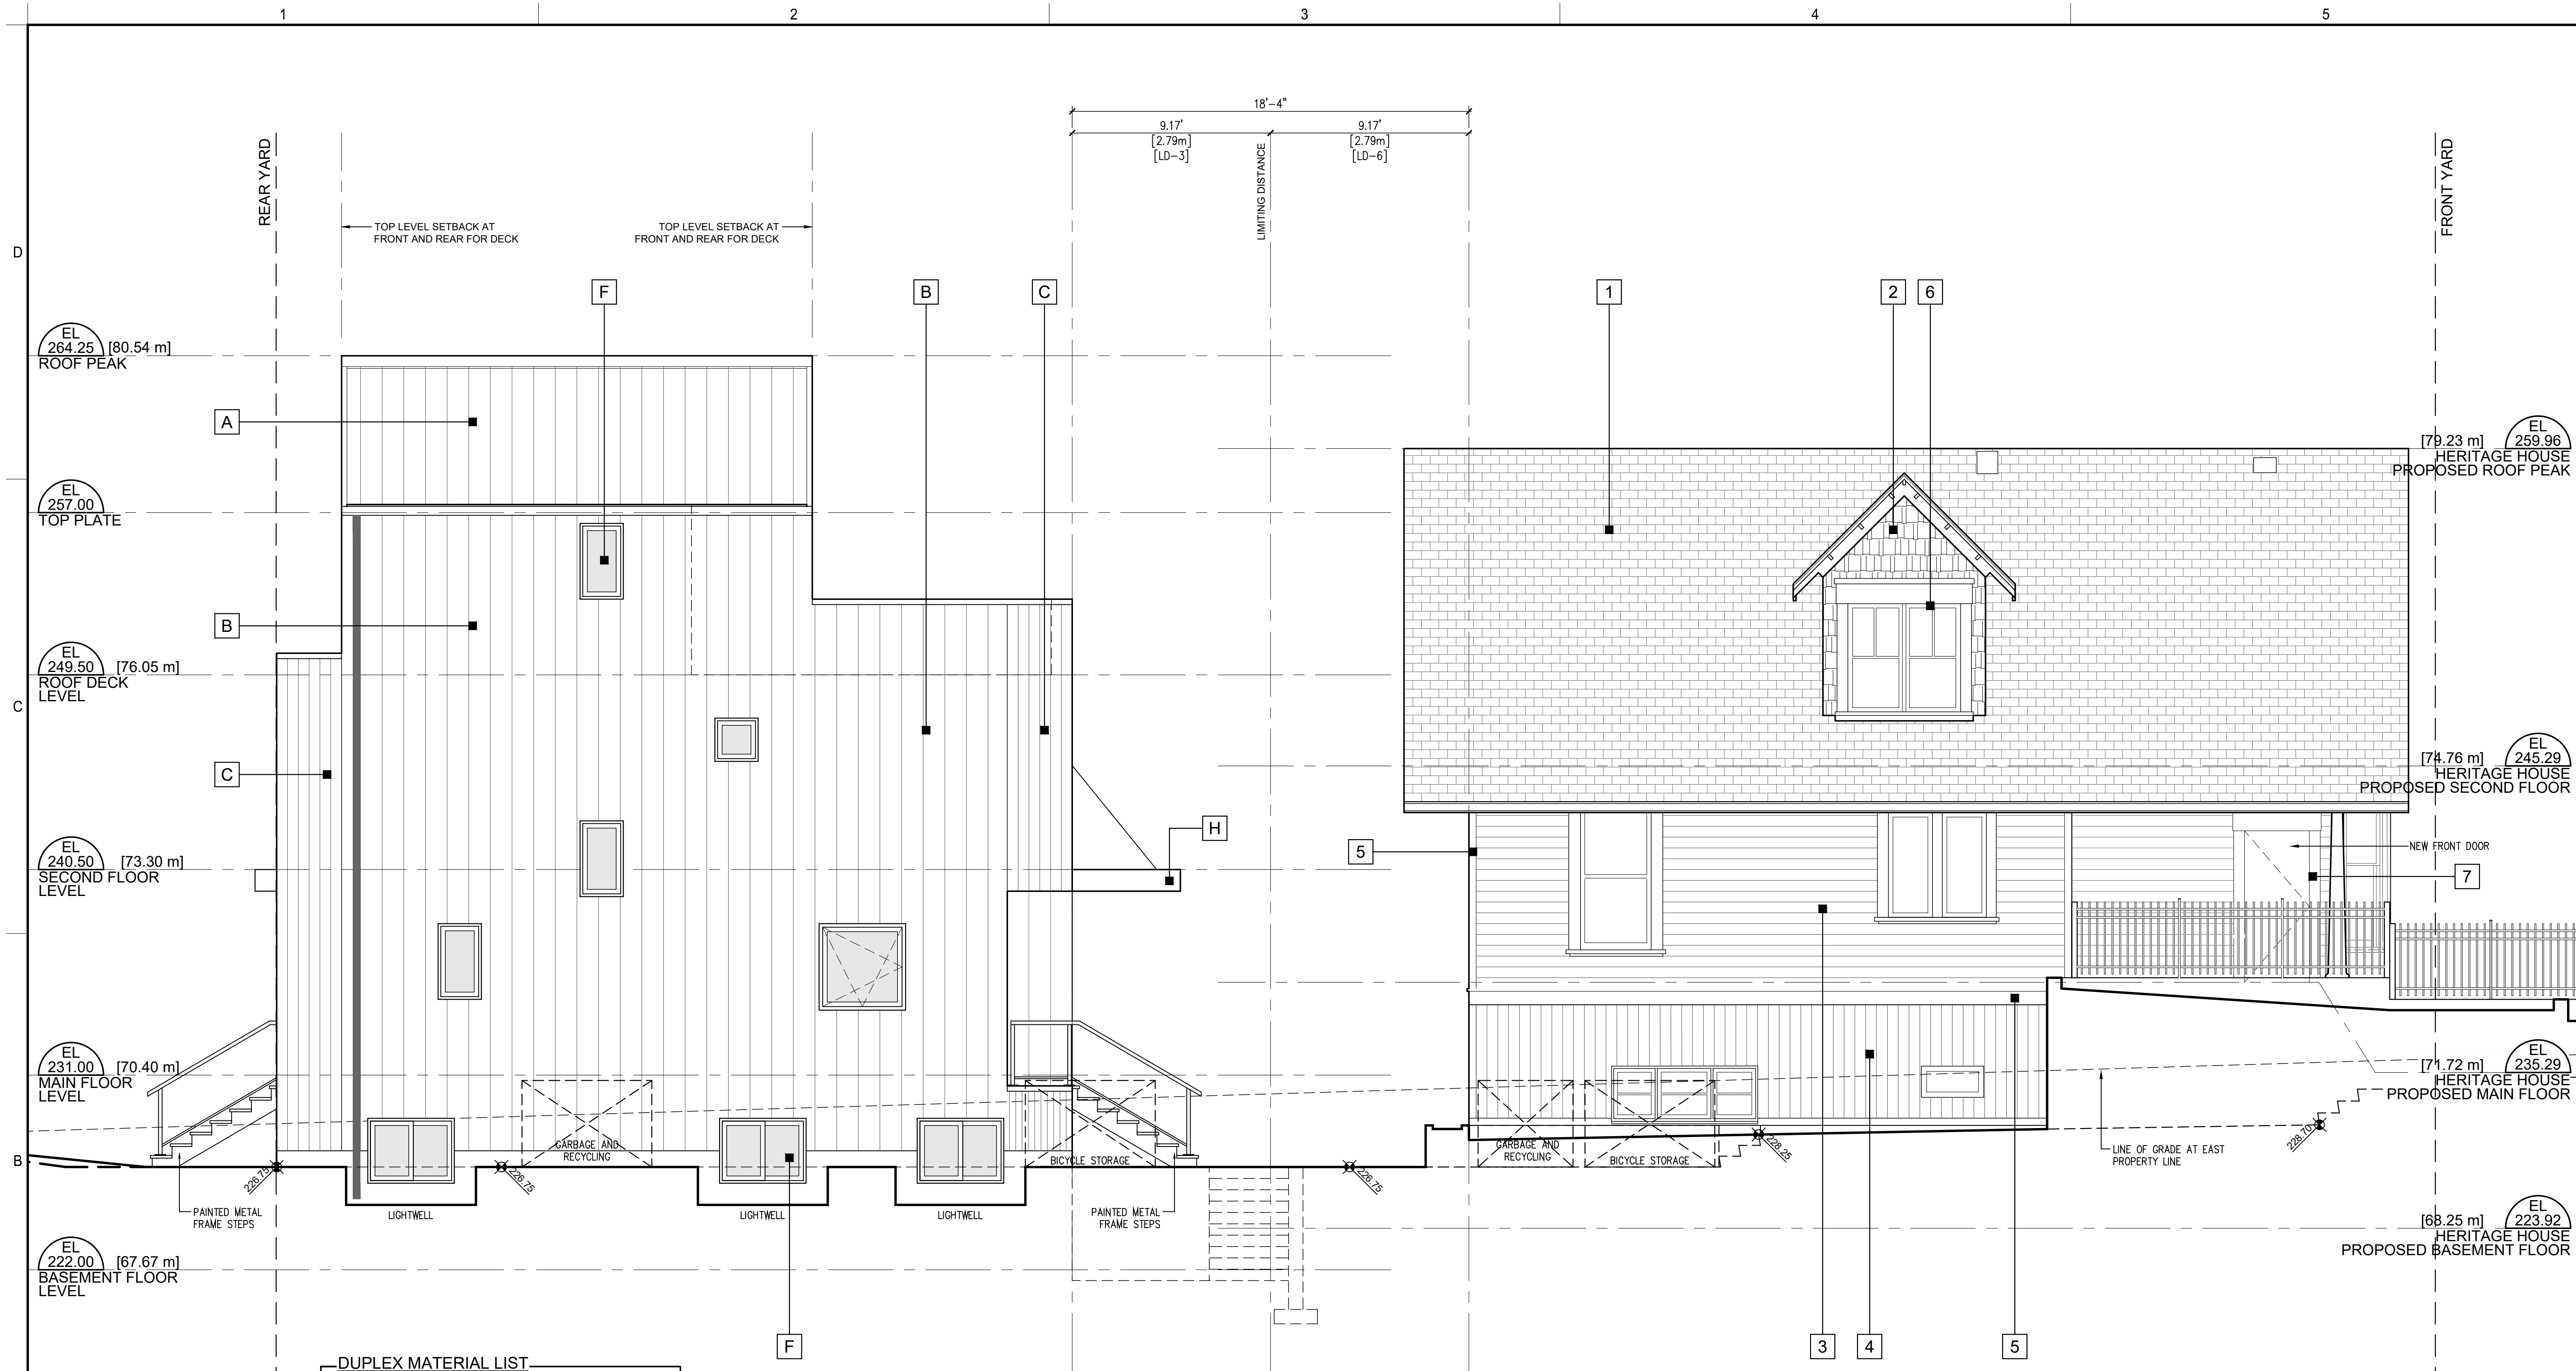 1
2
3
4
5
D
C
B
18'-4"
9.17'
[2.79m]
[LD-3]
9.17'
[2.79m]
[LD-6]
REAR YARD
LIMITING DISTANCE
FRONT YARD
TOP LEVEL SETBACK AT
FRONT AND REAR FOR DECK
TOP LEVEL SETBACK AT
FRONT AND REAR FOR DECK
F
B
C
1
2
6
EL
264.25 [80.54 m]
ROOF PEAK
A
EL
257.00
TOP PLATE
B
EL
249.50 [76.05 m]
ROOF DECK
LEVEL
C
EL
240.50 [73.30 m]
SECOND FLOOR
LEVEL
H
5
EL
231.00 [70.40 m]
MAIN FLOOR
LEVEL
EL
222.00 [67.67 m]
BASEMENT FLOOR
LEVEL
[79.23 m] EL
259.96
HERITAGE HOUSE
PROPOSED ROOF PEAK
[74.76 m] EL
245.29
HERITAGE HOUSE
PROPOSED SECOND FLOOR
NEW FRONT DOOR
7
[71.72 m] EL
235.29
HERITAGE HOUSE
PROPOSED MAIN FLOOR
[68.25 m] EL
223.92
HERITAGE HOUSE
PROPOSED BASEMENT FLOOR
GARBAGE AND
RECYCLING
BICYCLE STORAGE
GARBAGE AND
RECYCLING
BICYCLE STORAGE
LINE OF GRADE AT EAST
PROPERTY LINE
226.75
226.75
226.75
228.25
228.70
PAINTED METAL
FRAME STEPS
LIGHTWELL
LIGHTWELL
LIGHTWELL
PAINTED METAL
FRAME STEPS
F
3
4
5
DUPLEX MATERIAL LIST